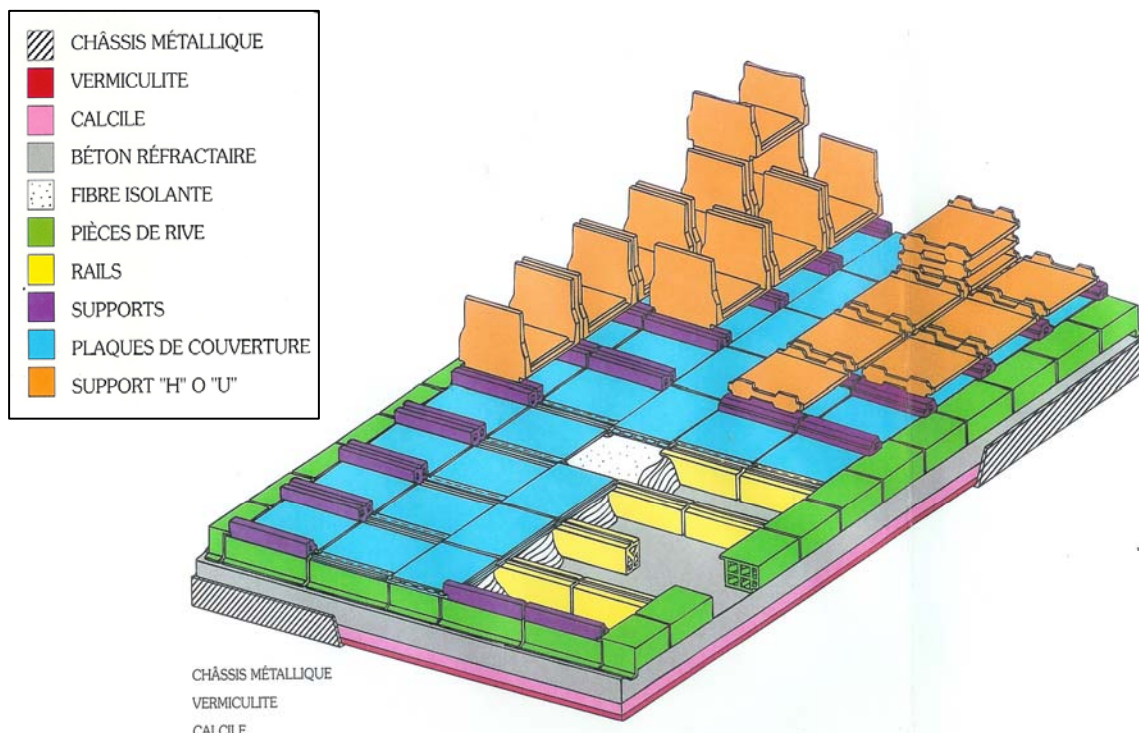 CHÂSSIS MÉTALLIQUE
VERMICULITE
CALCILE
BÉTON RÉFRACTAIRE
FIBRE ISOLANTE
PIÈCES DE RIVE
RAILS
SUPPORTS
PLAQUES DE COUVERTURE
SUPPORT "H" O "U"
CHÂSSIS MÉTALLIQUE
VERMICULITE
CALCILE